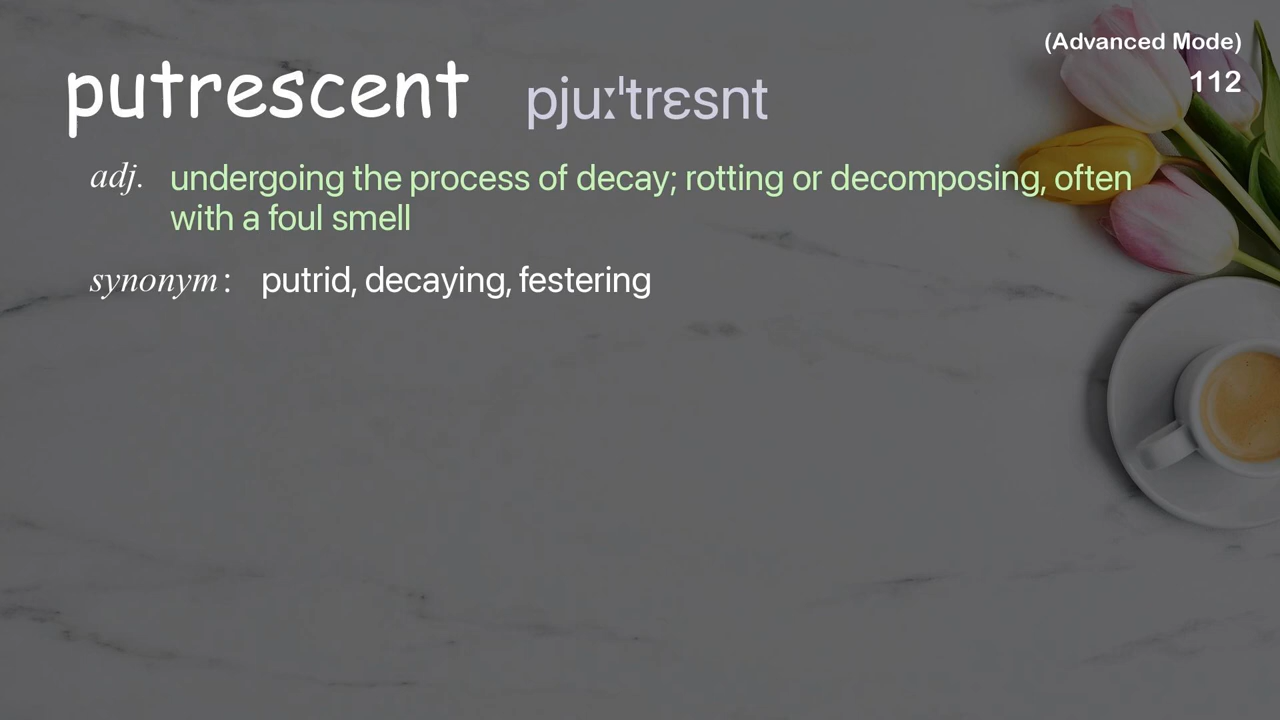 (Advanced Mode)
putrescent pjuːˈtrɛsnt
112
adj. undergoing the process of decay; rotting or decomposing, often
with a foul smell
synonym: putrid, decaying, festering